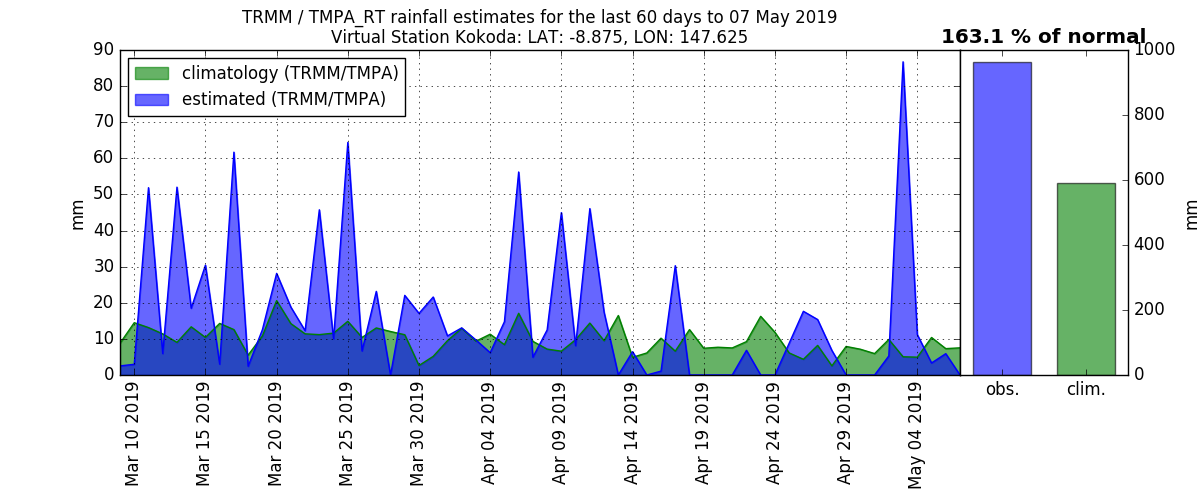 TRMM / TMPA_RT rainfall estimates for the last 60 days to 07 May 2019
Virtual Station Kokoda: LAT: -8.875, LON: 147.625
163.1 % of normal
climatology (TRMM/TMPA)
estimated (TRMM/TMPA)
mm
90
80
70
60
50
40
30
20
10
0
Mar 10 2019
Mar 15 2019
Mar 20 2019
Mar 25 2019
Mar 30 2019
Apr 04 2019
Apr 09 2019
Apr 14 2019
Apr 19 2019
Apr 24 2019
Apr 29 2019
May 04 2019
obs.
clim.
1000
800
600
400
200
0
mm